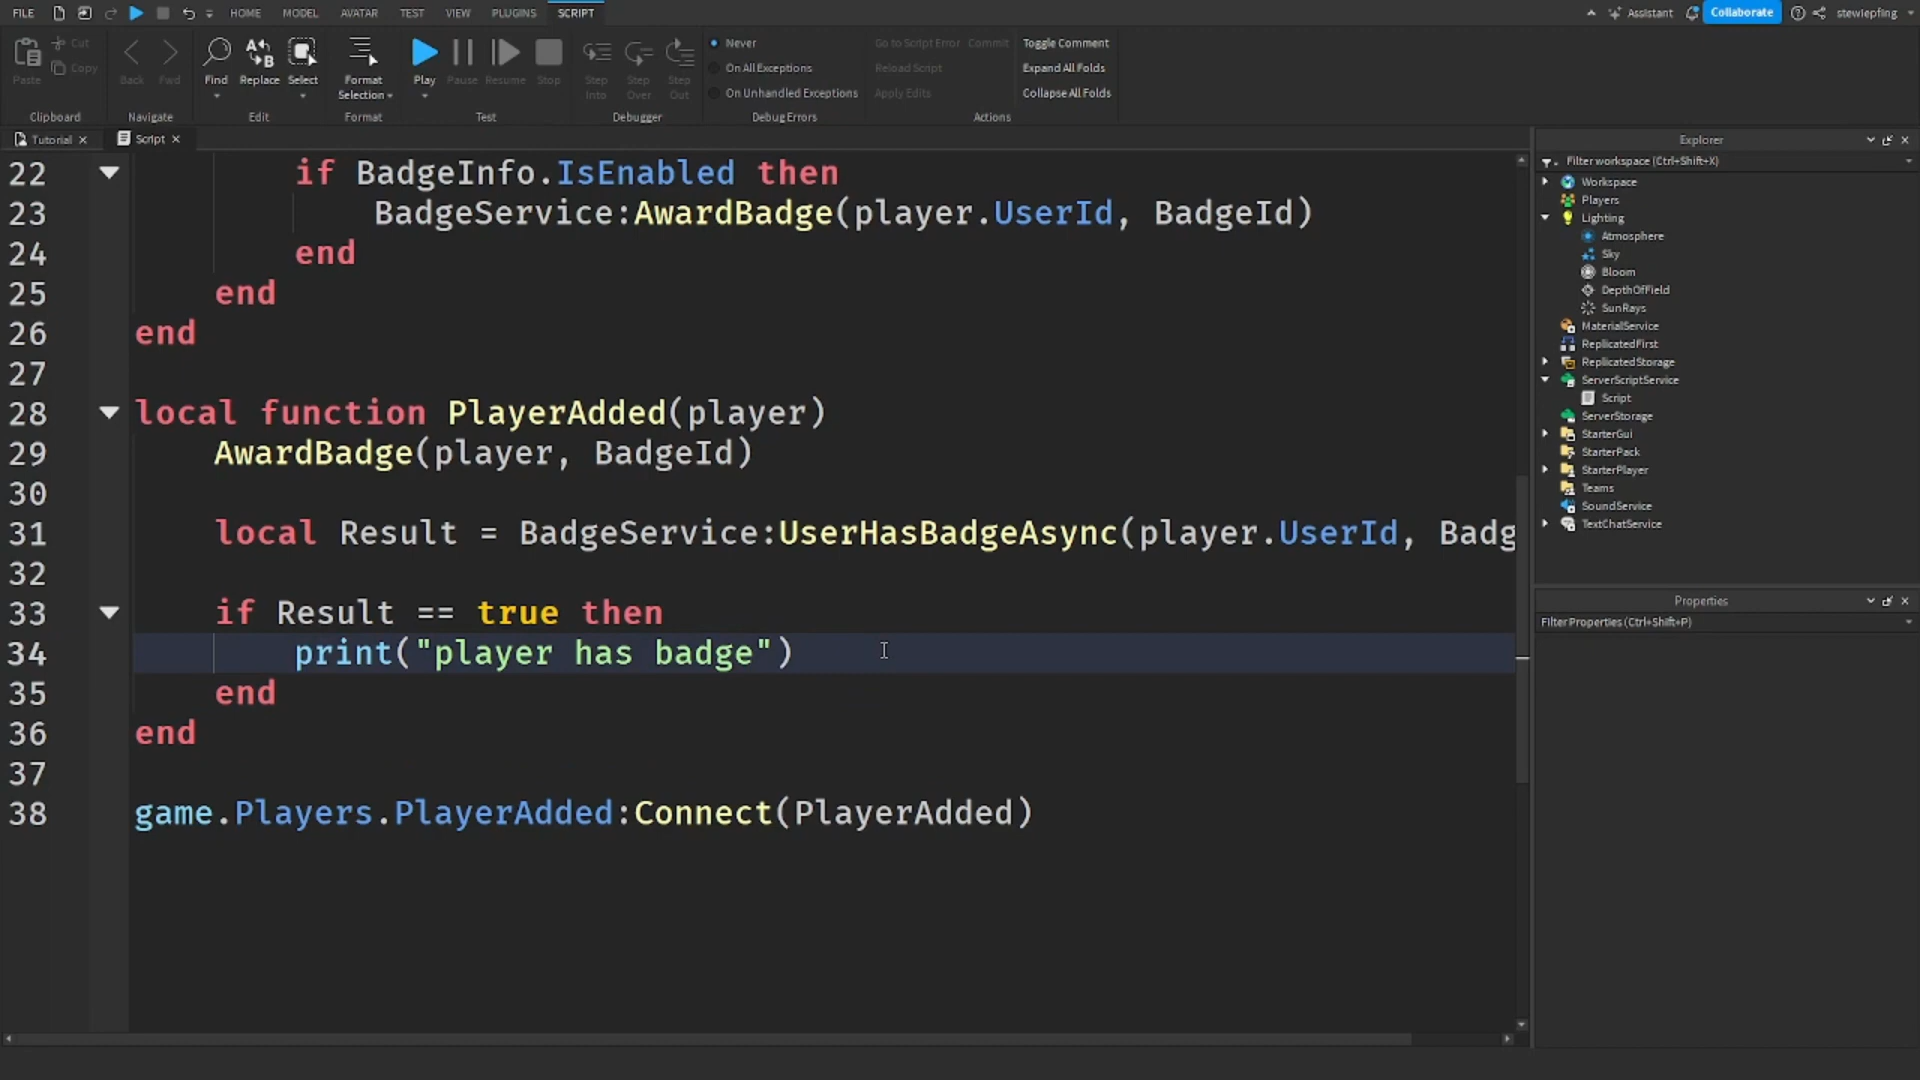 FILE HOME MODEL AVATAR TEST VIEW PLUGINS SCRIPT Assistant Collaborate stewiepfing
Paste Cut Copy Back Fwd Find Replace Select Format Selection Play Pause Resume Stop Step Into Step Over Step Out
Never Go to Script Error Commit Toggle Comment
On All Exceptions Reload Script Expand All Folds
On Unhandled Exceptions Apply Edits Collapse All Folds
Clipboard Navigate Edit Format Test Debugger Debug Errors Actions
Tutorial Script
22 if BadgeInfo.IsEnabled then
23 BadgeService:AwardBadge(player.UserId, BadgeId)
24 end
25 end
26 end
27
28 local function PlayerAdded(player)
29 AwardBadge(player, BadgeId)
30
31 local Result = BadgeService:UserHasBadgeAsync(player.UserId, Badg
32
33 if Result == true then
34 print("player has badge")
35 end
36 end
37
38 game.Players.PlayerAdded:Connect(PlayerAdded)
Explorer
Filter workspace (Ctrl+Shift+X)
Workspace
Players
Lighting
Atmosphere
Sky
Bloom
DepthOfField
SunRays
MaterialService
ReplicatedFirst
ReplicatedStorage
ServerScriptService
Script
ServerStorage
StarterGui
StarterPack
StarterPlayer
Teams
SoundService
TextChatService
Properties
Filter Properties (Ctrl+Shift+P)